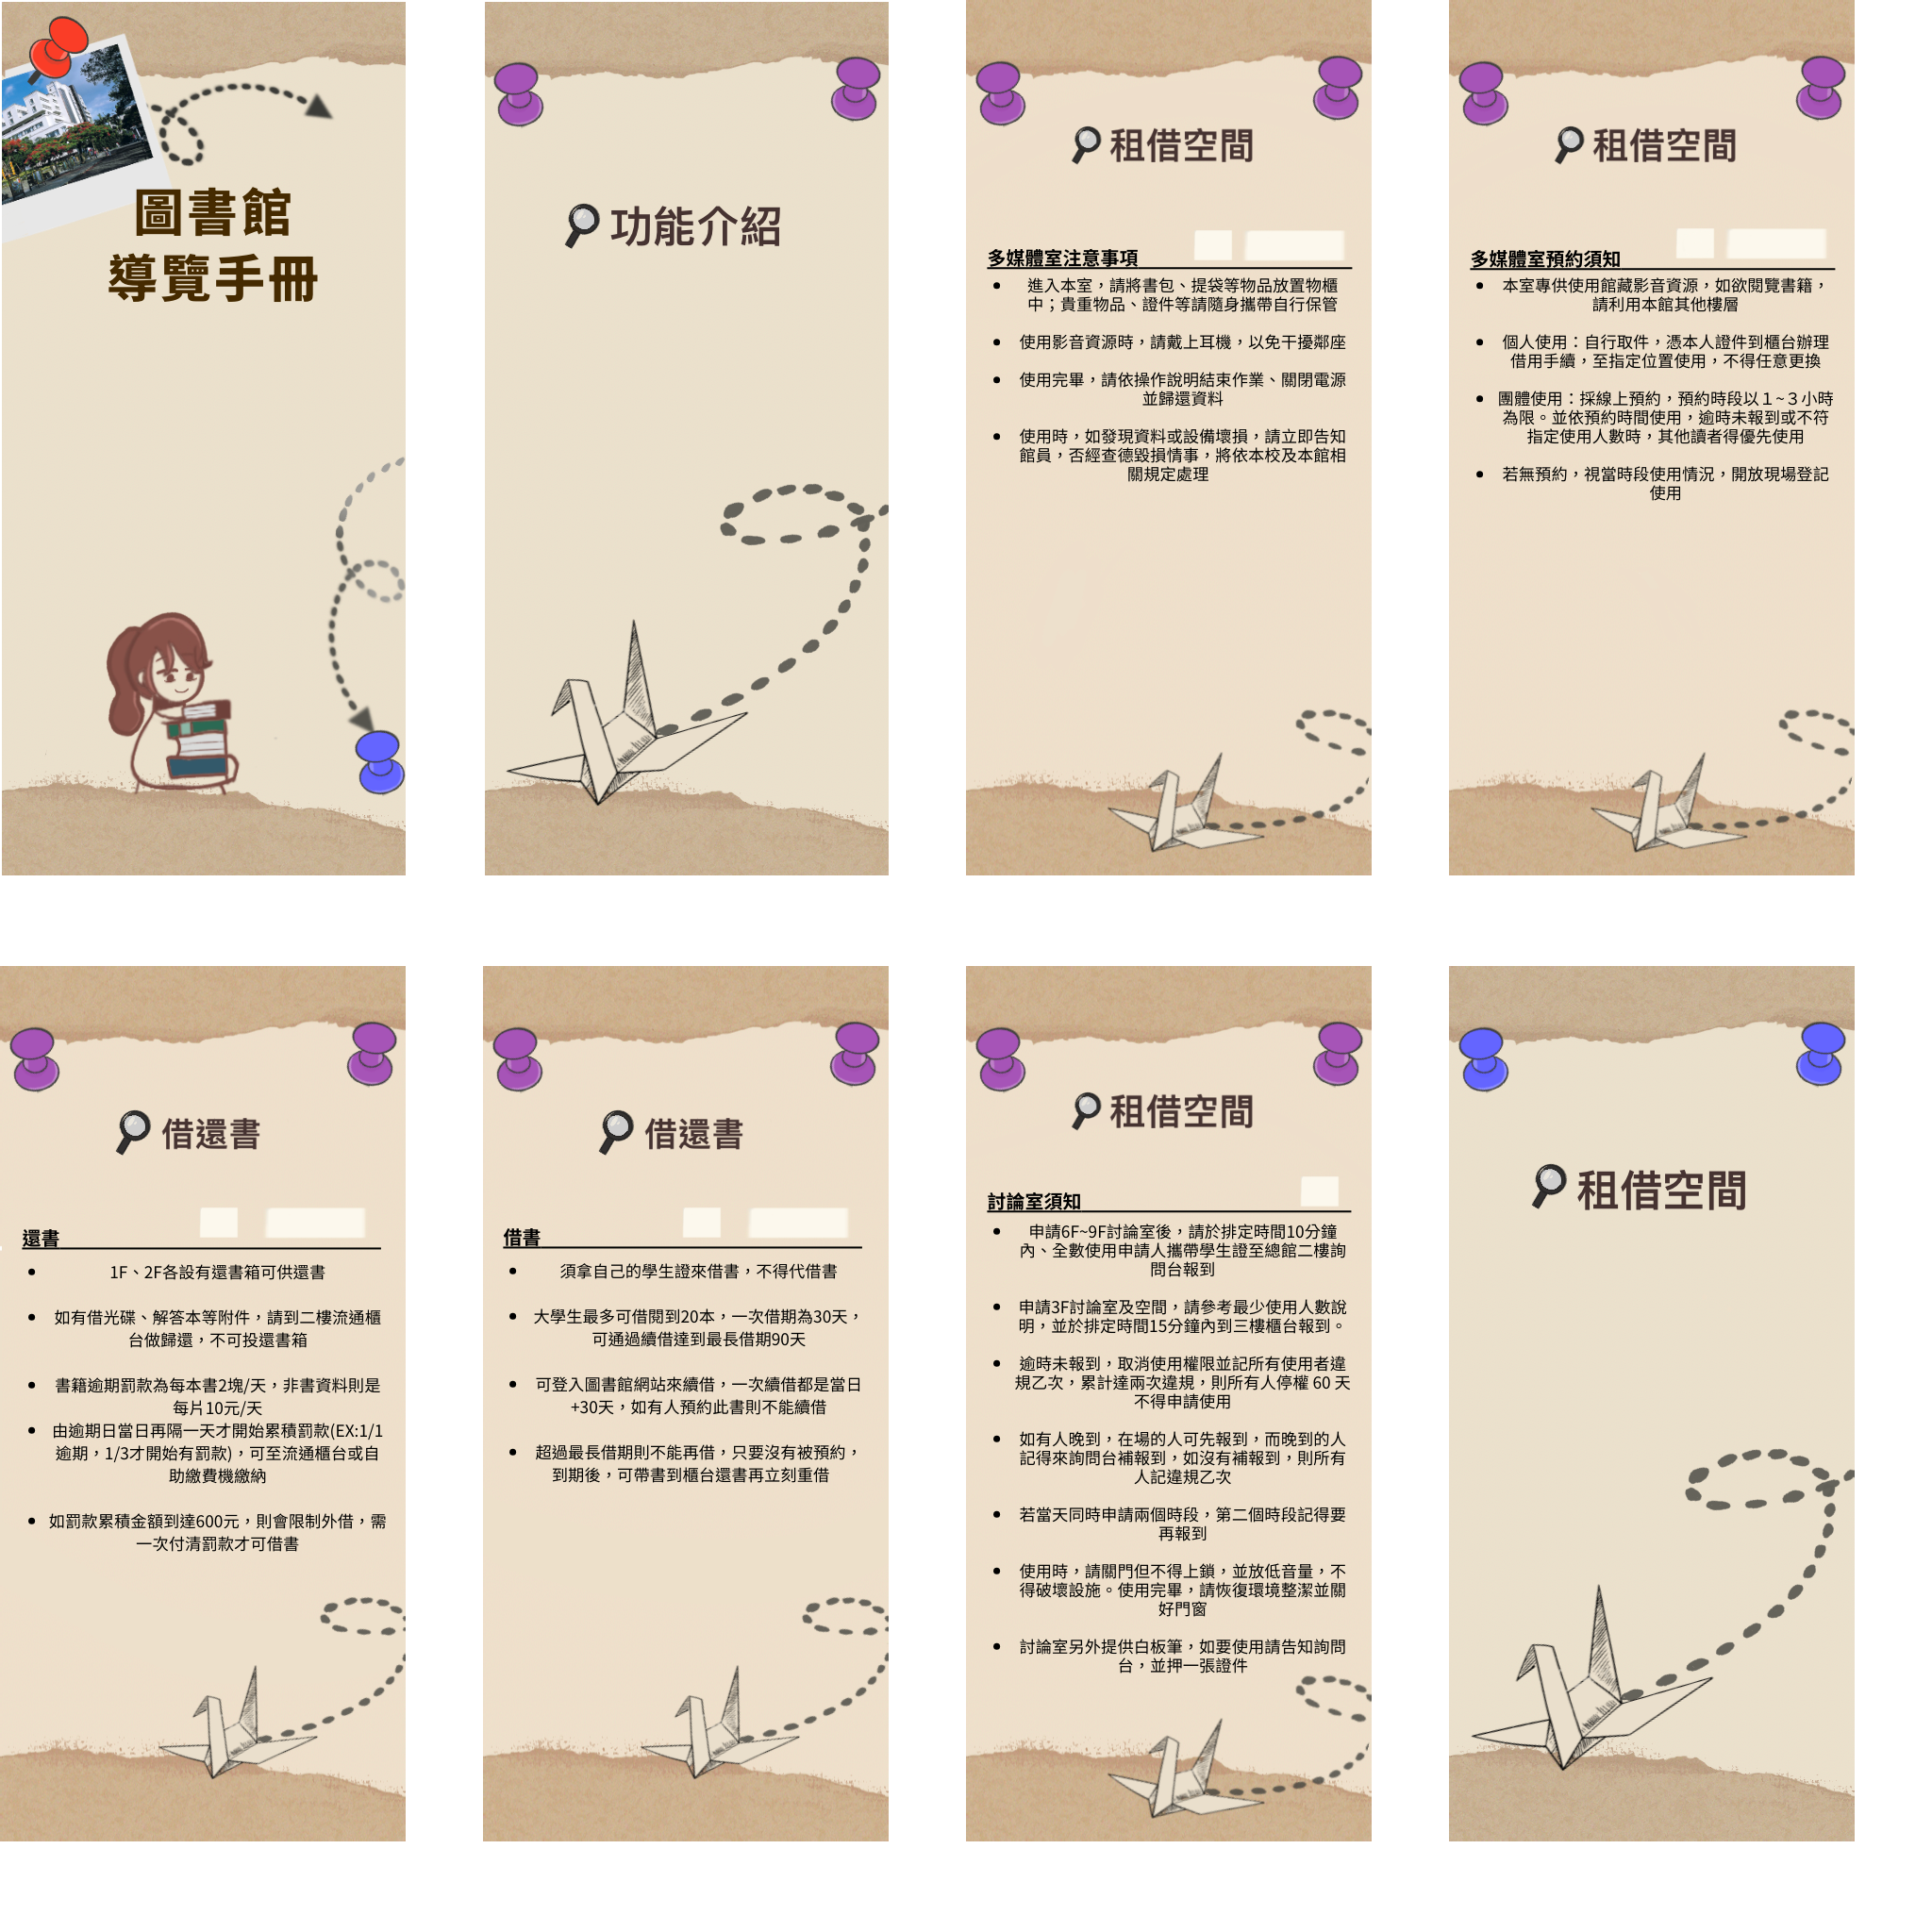 圖書館
導覽手冊
功能介紹
租借空間
多媒體室注意事項
進入本室，請將書包、提袋等物品放置物櫃
中；貴重物品、證件等請隨身攜帶自行保管
使用影音資源時，請戴上耳機，以免干擾鄰座
使用完畢，請依操作說明結束作業、關閉電源
並歸還資料
使用時，如發現資料或設備壞損，請立即告知
館員，否經查德毀損情事，將依本校及本館相
關規定處理
租借空間
多媒體室預約須知
本室專供使用館藏影音資源，如欲閱覽書籍，
請利用本館其他樓層
個人使用：自行取件，憑本人證件到櫃台辦理
借用手續，至指定位置使用，不得任意更換
團體使用：採線上預約，預約時段以１~３小時
為限。並依預約時間使用，逾時未報到或不符
指定使用人數時，其他讀者得優先使用
若無預約，視當時段使用情況，開放現場登記
使用
借還書
還書
1F、2F各設有還書箱可供還書
如有借光碟、解答本等附件，請到二樓流通櫃
台做歸還，不可投還書箱
書籍逾期罰款為每本書2塊/天，非書資料則是
每片10元/天
由逾期日當日再隔一天才開始累積罰款(EX:1/1
逾期，1/3才開始有罰款)，可至流通櫃台或自
助繳費機繳納
如罰款累積金額到達600元，則會限制外借，需
一次付清罰款才可借書
借還書
借書
須拿自己的學生證來借書，不得代借書
大學生最多可借閱到20本，一次借期為30天，
可通過續借達到最長借期90天
可登入圖書館網站來續借，一次續借都是當日
+30天，如有人預約此書則不能續借
超過最長借期則不能再借，只要沒有被預約，
到期後，可帶書到櫃台還書再立刻重借
租借空間
討論室須知
申請6F~9F討論室後，請於排定時間10分鐘
內、全數使用申請人攜帶學生證至總館二樓詢
問台報到
申請3F討論室及空間，請參考最少使用人數說
明，並於排定時間15分鐘內到三樓櫃台報到。
逾時未報到，取消使用權限並記所有使用者違
規乙次，累計達兩次違規，則所有人停權 60 天
不得申請使用
如有人晚到，在場的人可先報到，而晚到的人
記得來詢問台補報到，如沒有補報到，則所有
人記違規乙次
若當天同時申請兩個時段，第二個時段記得要
再報到
使用時，請關門但不得上鎖，並放低音量，不
得破壞設施。使用完畢，請恢復環境整潔並關
好門窗
討論室另外提供白板筆，如要使用請告知詢問
台，並押一張證件
租借空間